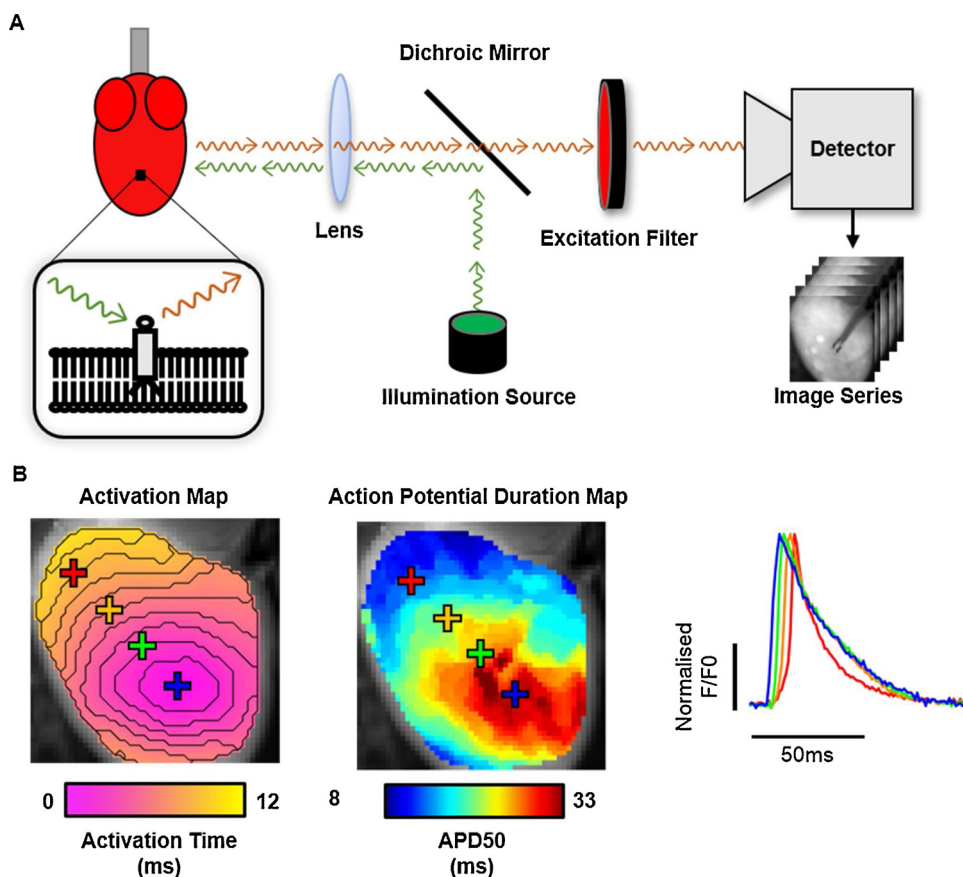 A
Dichroic Mirror
Detector
Lens
Excitation Filter
Illumination Source
Image Series
B
Activation Map
Action Potential Duration Map
Normalised
F/F0
50ms
0
12
8
33
Activation Time
(ms)
APD50
(ms)